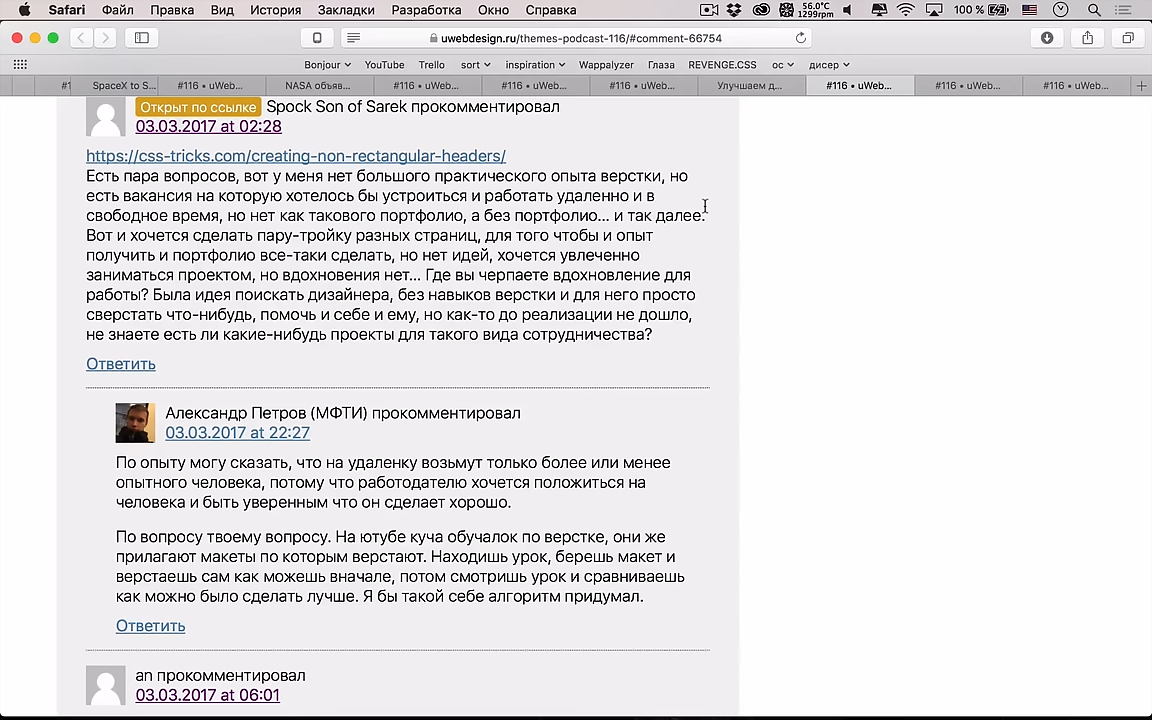 Safari Файл Правка Вид История Закладки Разработка Окно Справка 56.0°C 1299rpm 100 %
uwebdesign.ru/themes-podcast-116/#comment-66754
Bonjour YouTube Trello sort inspiration Wappalyzer Глаза REVENGE.CSS ос дисер
#1 SpaceX to S... #116 • uWeb... NASA объяв... #116 • uWeb... #116 • uWeb... #116 • uWeb... Улучшаем д... #116 • uWeb... #116 • uWeb... #116 • uWeb...
Открыт по ссылке Spock Son of Sarek прокомментировал
03.03.2017 at 02:28
https://css-tricks.com/creating-non-rectangular-headers/
Есть пара вопросов, вот у меня нет большого практического опыта верстки, но
есть вакансия на которую хотелось бы устроиться и работать удаленно и в
свободное время, но нет как такового портфолио, а без портфолио... и так далее.
Вот и хочется сделать пару-тройку разных страниц, для того чтобы и опыт
получить и портфолио все-таки сделать, но нет идей, хочется увлеченно
заниматься проектом, но вдохновения нет... Где вы черпаете вдохновление для
работы? Была идея поискать дизайнера, без навыков верстки и для него просто
сверстать что-нибудь, помочь и себе и ему, но как-то до реализации не дошло,
не знаете есть ли какие-нибудь проекты для такого вида сотрудничества?
Ответить
Александр Петров (МФТИ) прокомментировал
03.03.2017 at 22:27
По опыту могу сказать, что на удаленку возьмут только более или менее
опытного человека, потому что работодателю хочется положиться на
человека и быть уверенным что он сделает хорошо.
По вопросу твоему вопросу. На ютубе куча обучалок по верстке, они же
прилагают макеты по которым верстают. Находишь урок, берешь макет и
верстаешь сам как можешь вначале, потом смотришь урок и сравниваешь
как можно было сделать лучше. Я бы такой себе алгоритм придумал.
Ответить
an прокомментировал
03.03.2017 at 06:01